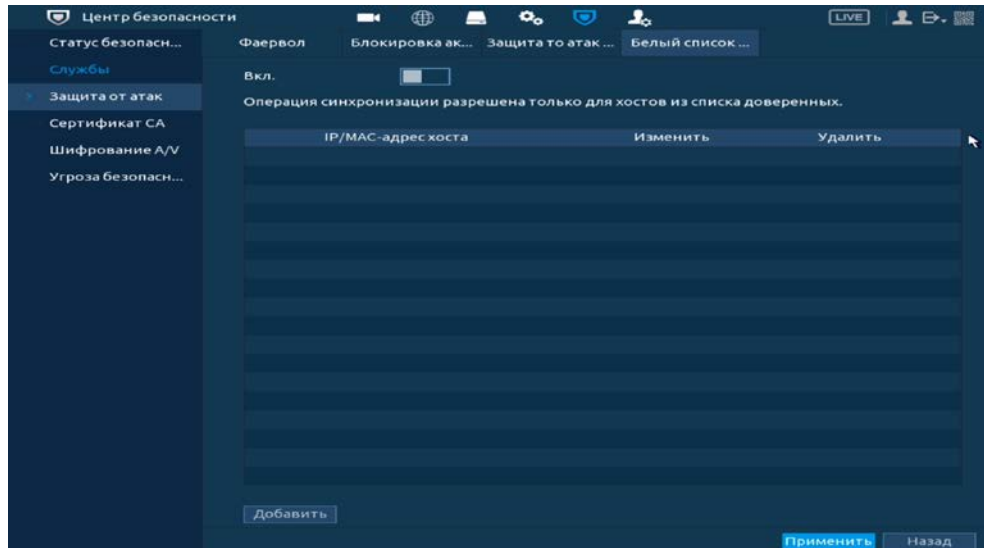 Центр безопасности LIVE
Статус безопасн... Фаервол Блокировка ак... Защита то атак ... Белый список ...
Службы
Вкл.
Защита от атак
Операция синхронизации разрешена только для хостов из списка доверенных.
Сертификат CA
IP/MAC-адрес хоста Изменить Удалить
Шифрование A/V
Угроза безопасн...
Добавить
Применить Назад